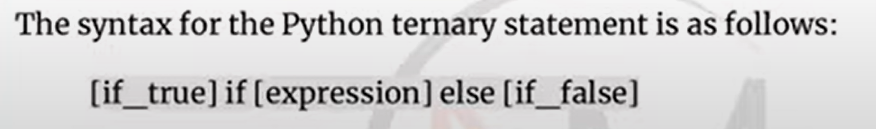 The syntax for the Python ternary statement is as follows:
[if_true] if [expression] else [if_false]